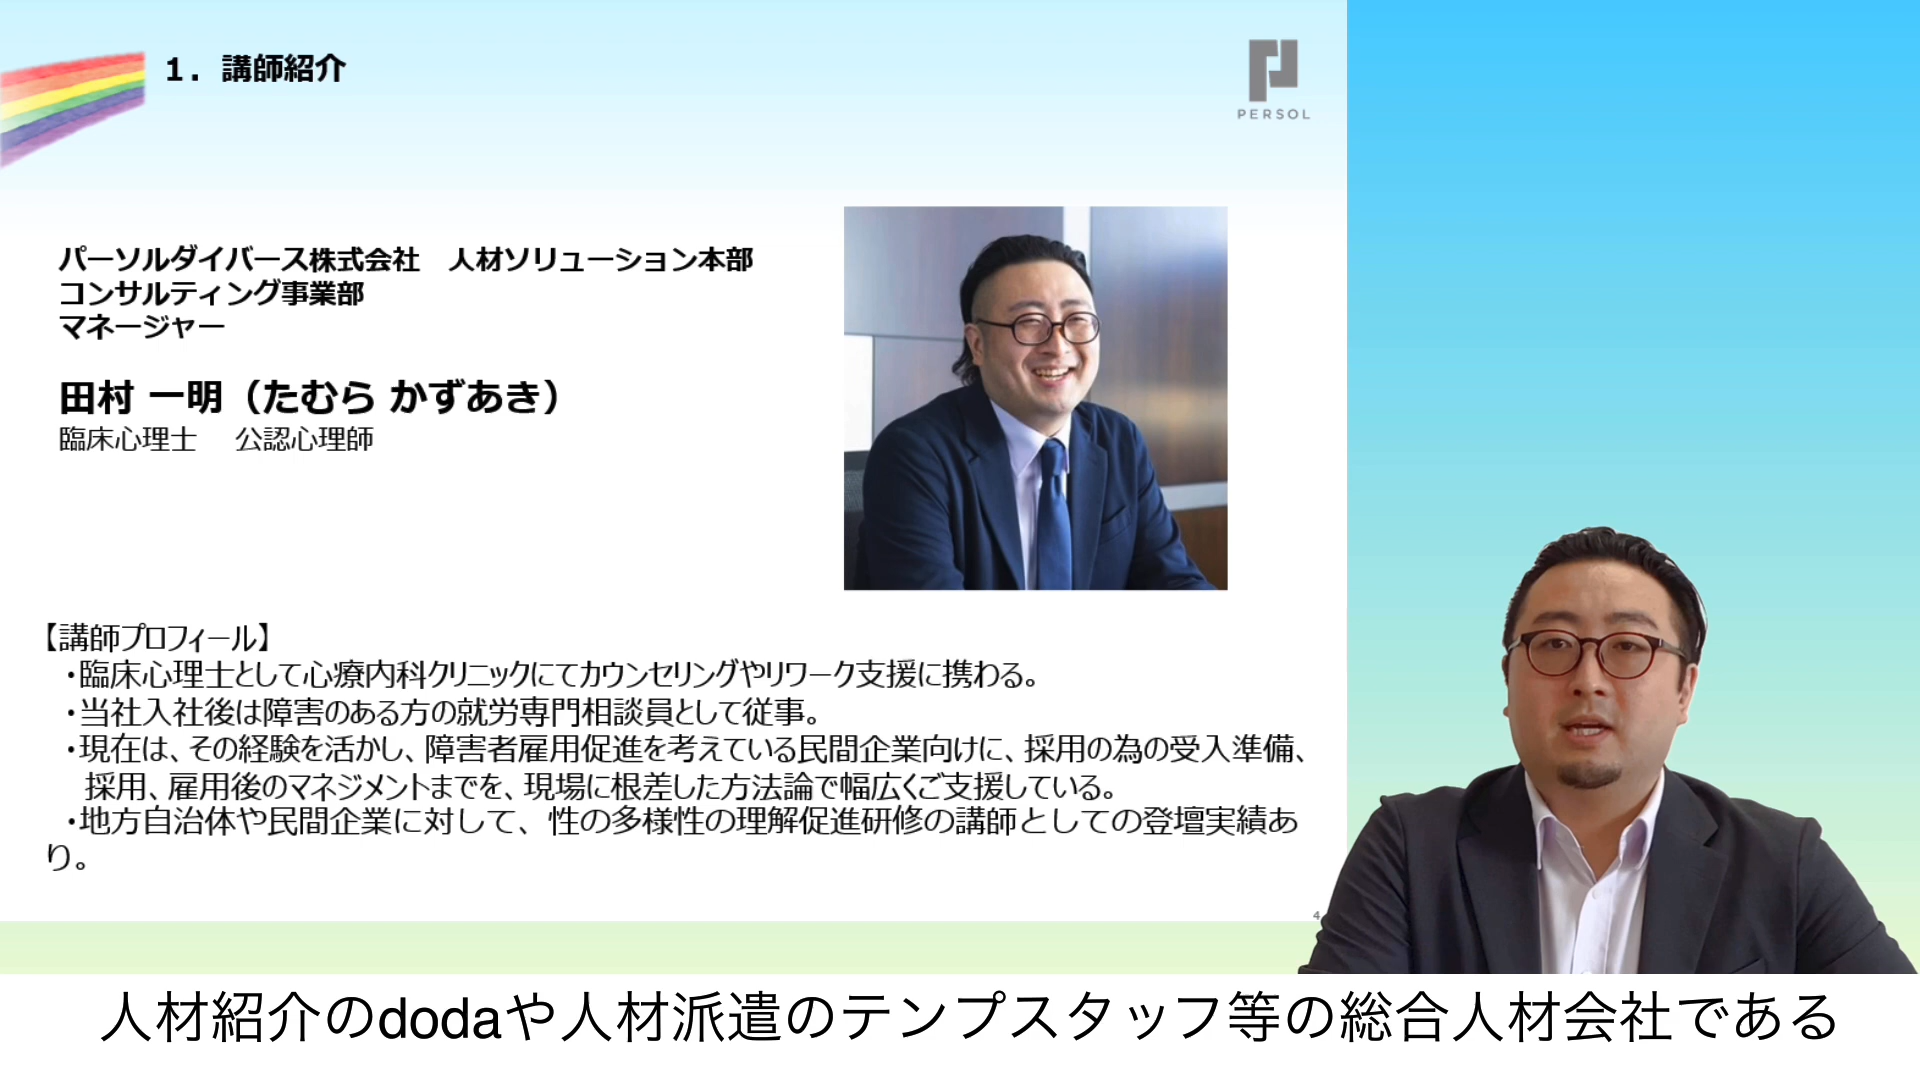 1．講師紹介
PERSOL
パーソルダイバース株式会社　人材ソリューション本部
コンサルティング事業部
マネージャー
田村 一明（たむら かずあき）
臨床心理士　公認心理師
【講師プロフィール】
・臨床心理士として心療内科クリニックにてカウンセリングやリワーク支援に携わる。
・当社入社後は障害のある方の就労専門相談員として従事。
・現在は、その経験を活かし、障害者雇用促進を考えている民間企業向けに、採用の為の受入準備、
採用、雇用後のマネジメントまでを、現場に根差した方法論で幅広くご支援している。
・地方自治体や民間企業に対して、性の多様性の理解促進研修の講師としての登壇実績あ
り。
4
人材紹介のdodaや人材派遣のテンプスタッフ等の総合人材会社である